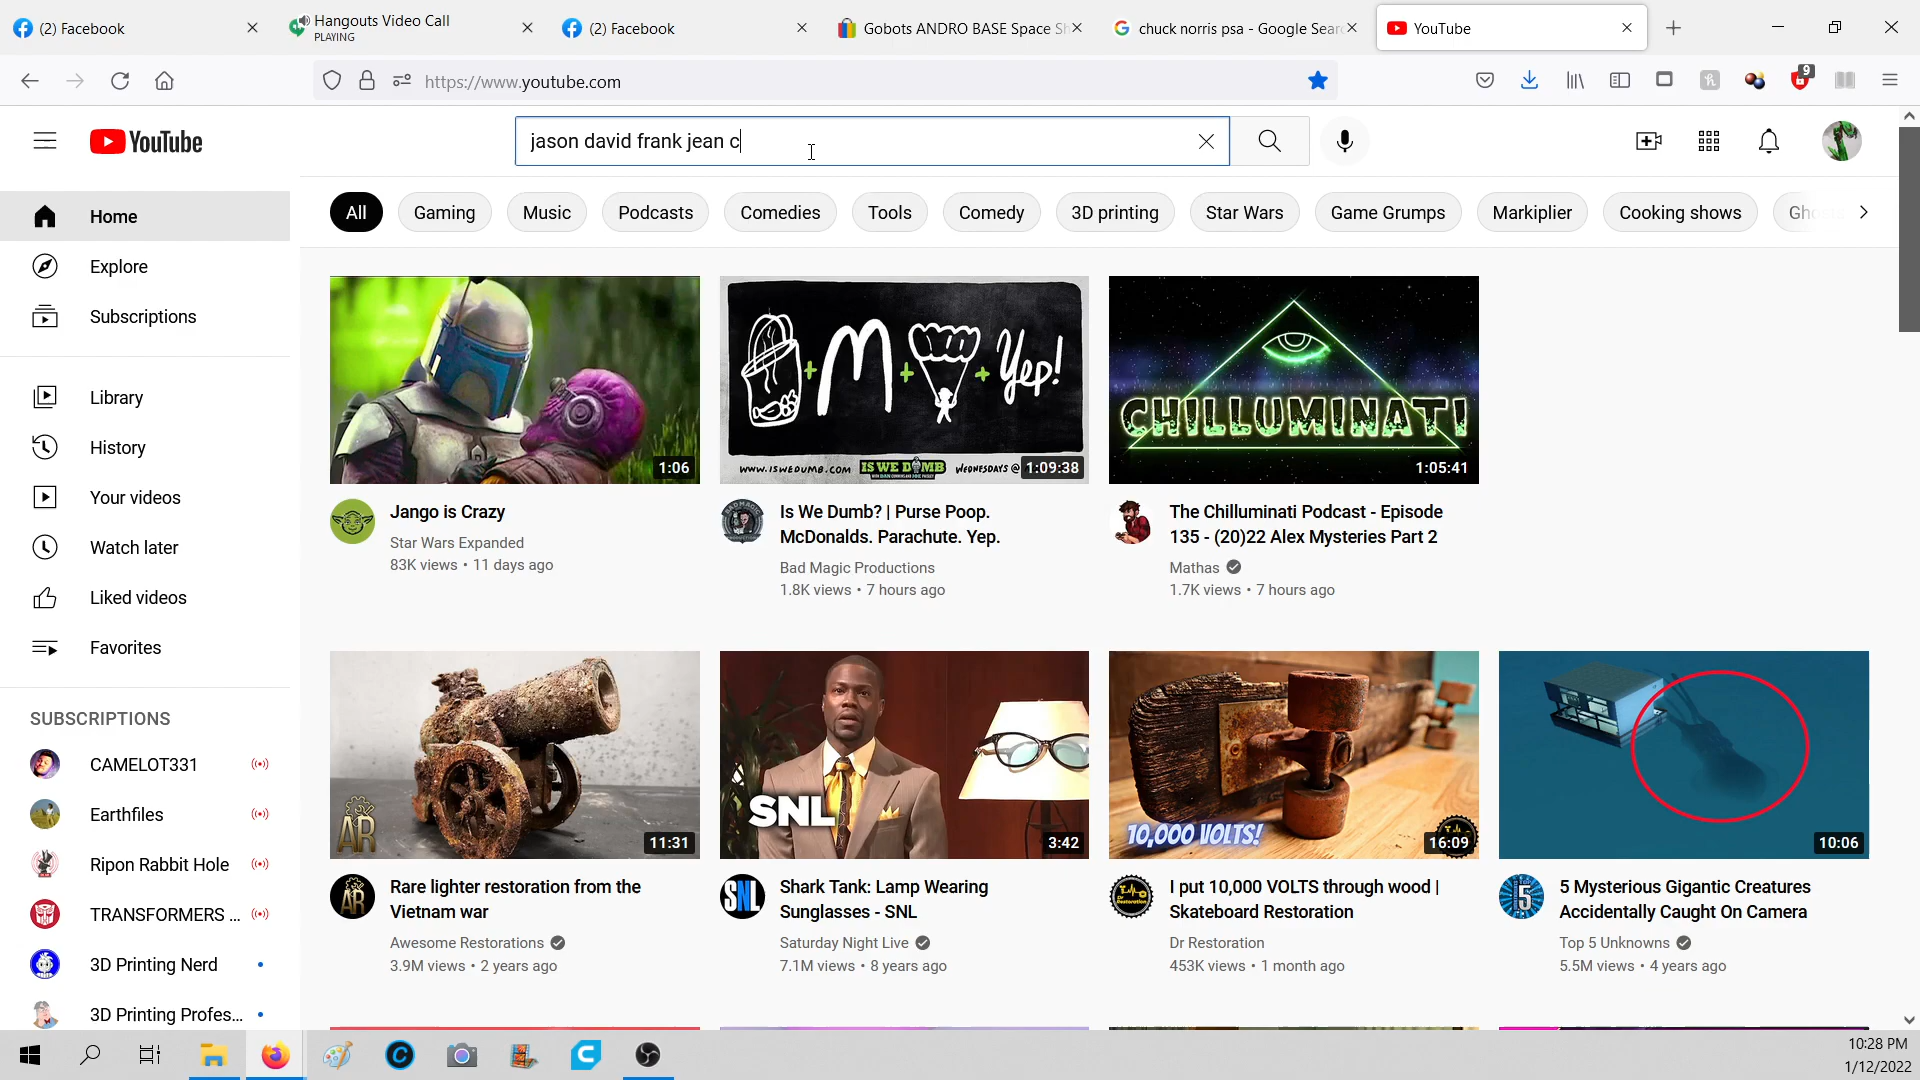 (2) Facebook
Hangouts Video Call
PLAYING
(2) Facebook
Gobots ANDRO BASE Space Sh
chuck norris psa - Google Searc
YouTube
https://www.youtube.com
9
YouTube
jason david frank jean c
All
Gaming
Music
Podcasts
Comedies
Tools
Comedy
3D printing
Star Wars
Game Grumps
Markiplier
Cooking shows
Home
Explore
Subscriptions
Library
History
Your videos
Watch later
Liked videos
Favorites
SUBSCRIPTIONS
CAMELOT331
Earthfiles
Ripon Rabbit Hole
TRANSFORMERS ...
3D Printing Nerd
3D Printing Profes...
1:06
Jango is Crazy
Star Wars Expanded
83K views • 11 days ago
+ M + + Yep!
WWW.ISWEDUMB.COM IS WE DUMB WEDNESDAYS @ 1:09:38
Is We Dumb? | Purse Poop.
McDonalds. Parachute. Yep.
Bad Magic Productions
1.8K views • 7 hours ago
CHILLUMINATI
1:05:41
The Chilluminati Podcast - Episode
135 - (20)22 Alex Mysteries Part 2
Mathas
1.7K views • 7 hours ago
AR
11:31
Rare lighter restoration from the
Vietnam war
Awesome Restorations
3.9M views • 2 years ago
SNL
3:42
Shark Tank: Lamp Wearing
Sunglasses - SNL
Saturday Night Live
7.1M views • 8 years ago
10,000 VOLTS!
16:09
I put 10,000 VOLTS through wood |
Skateboard Restoration
Dr Restoration
453K views • 1 month ago
10:06
5 Mysterious Gigantic Creatures
Accidentally Caught On Camera
Top 5 Unknowns
5.5M views • 4 years ago
10:28 PM
1/12/2022